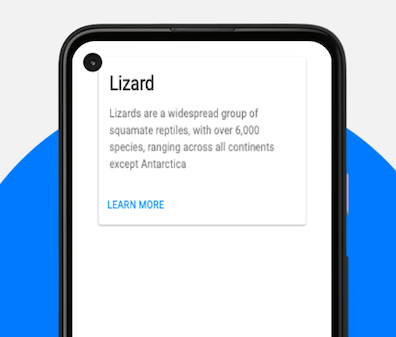 Lizard
Lizards are a widespread group of
squamate reptiles, with over 6,000
species, ranging across all continents
except Antarctica
LEARN MORE